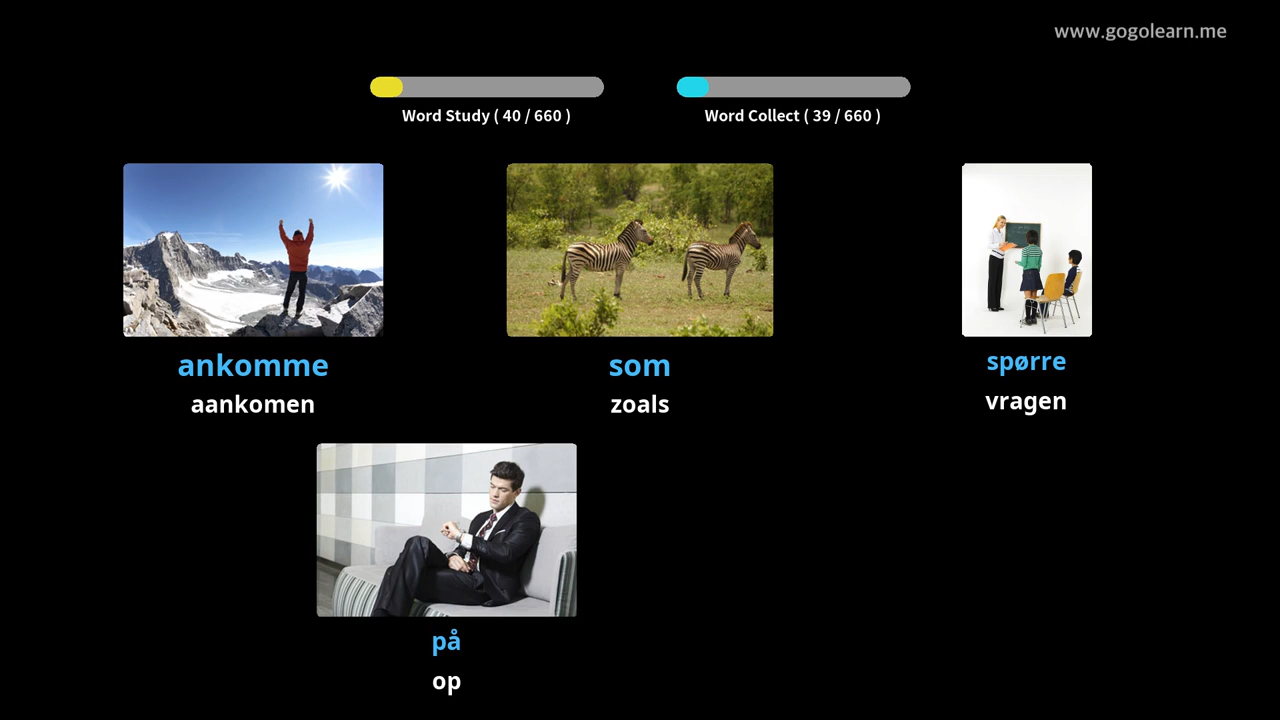 www.gogolearn.me
Word Study ( 40 / 660 )
Word Collect ( 39 / 660 )
ankomme
aankomen
som
zoals
spørre
vragen
på
op